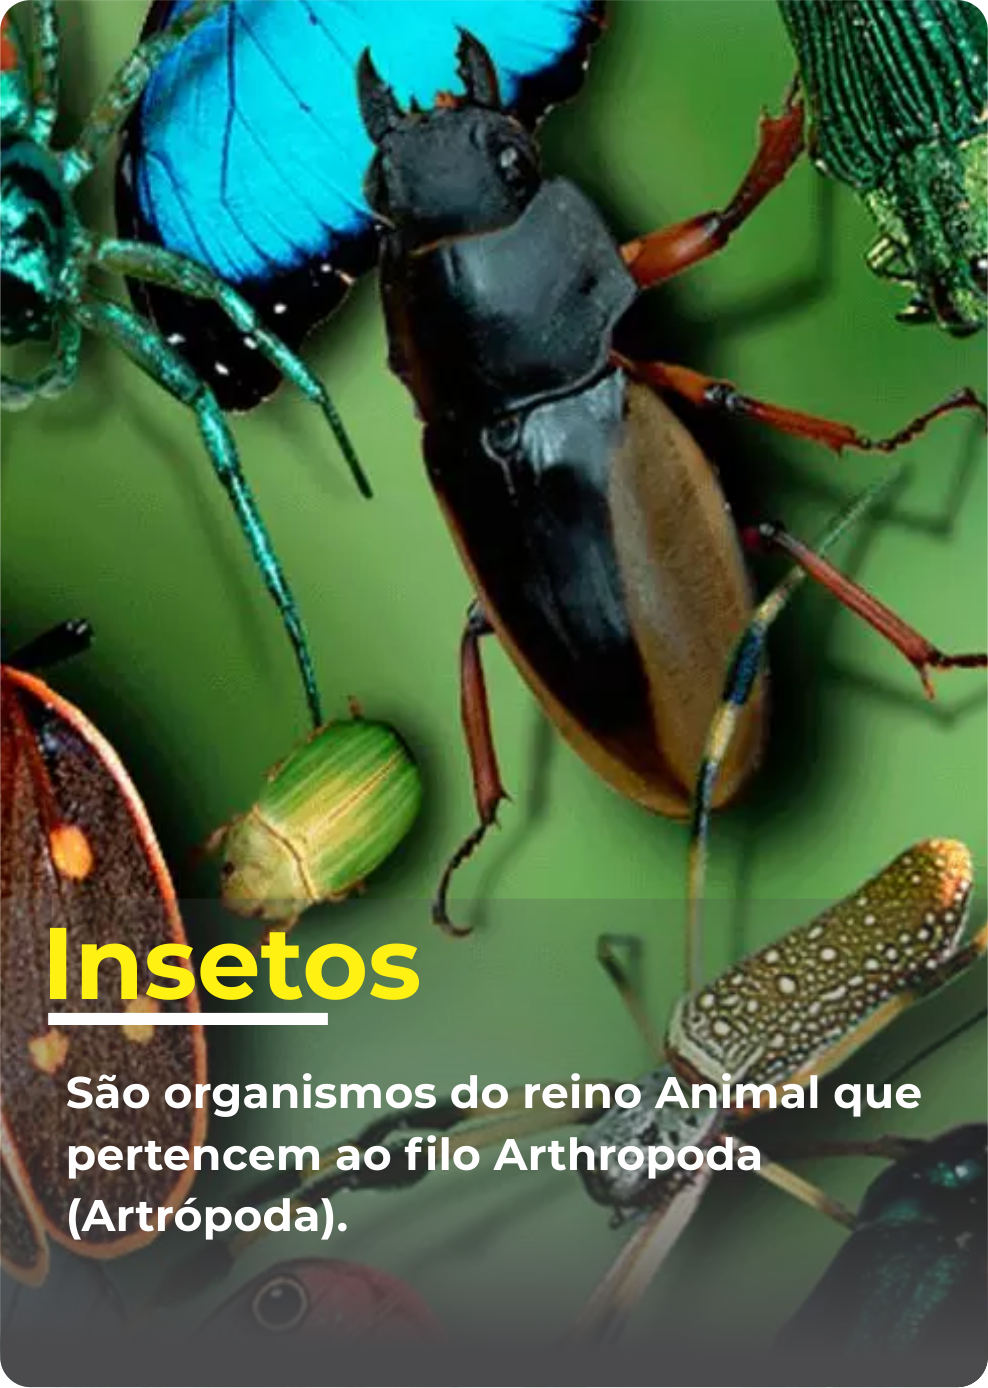 Insetos
São organismos do reino Animal que
pertencem ao filo Arthropoda
(Artrópoda).